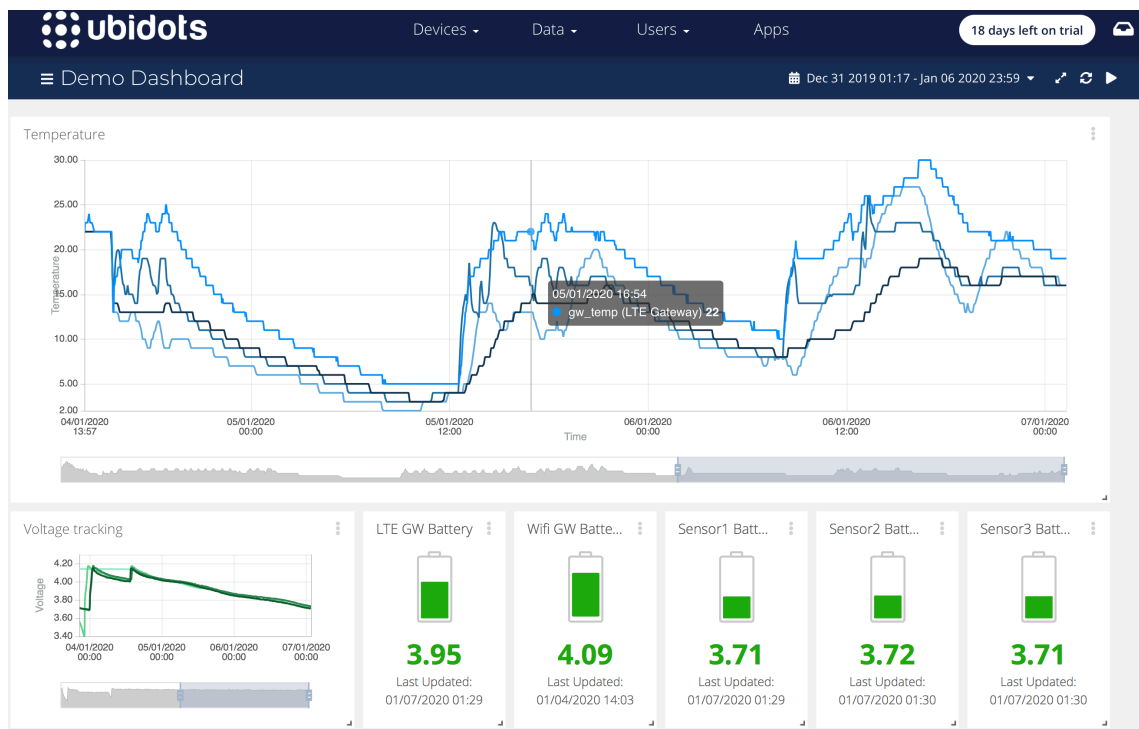 ubidots
Devices
Data
Users
Apps
18 days left on trial
Demo Dashboard
Dec 31 2019 01:17 - Jan 06 2020 23:59
Temperature
30.00
25.00
20.00
15.00
10.00
5.00
2.00
Temperature
05/01/2020 16:54
gw_temp (LTE Gateway) 22
04/01/2020
13:57
05/01/2020
00:00
05/01/2020
12:00
06/01/2020
00:00
06/01/2020
12:00
07/01/2020
00:00
Time
Voltage tracking
4.20
4.00
3.80
3.60
3.40
Voltage
04/01/2020
00:00
05/01/2020
00:00
06/01/2020
00:00
07/01/2020
00:00
LTE GW Battery
3.95
Last Updated:
01/07/2020 01:29
Wifi GW Batte...
4.09
Last Updated:
01/04/2020 14:03
Sensor1 Batt...
3.71
Last Updated:
01/07/2020 01:29
Sensor2 Batt...
3.72
Last Updated:
01/07/2020 01:30
Sensor3 Batt...
3.71
Last Updated:
01/07/2020 01:30